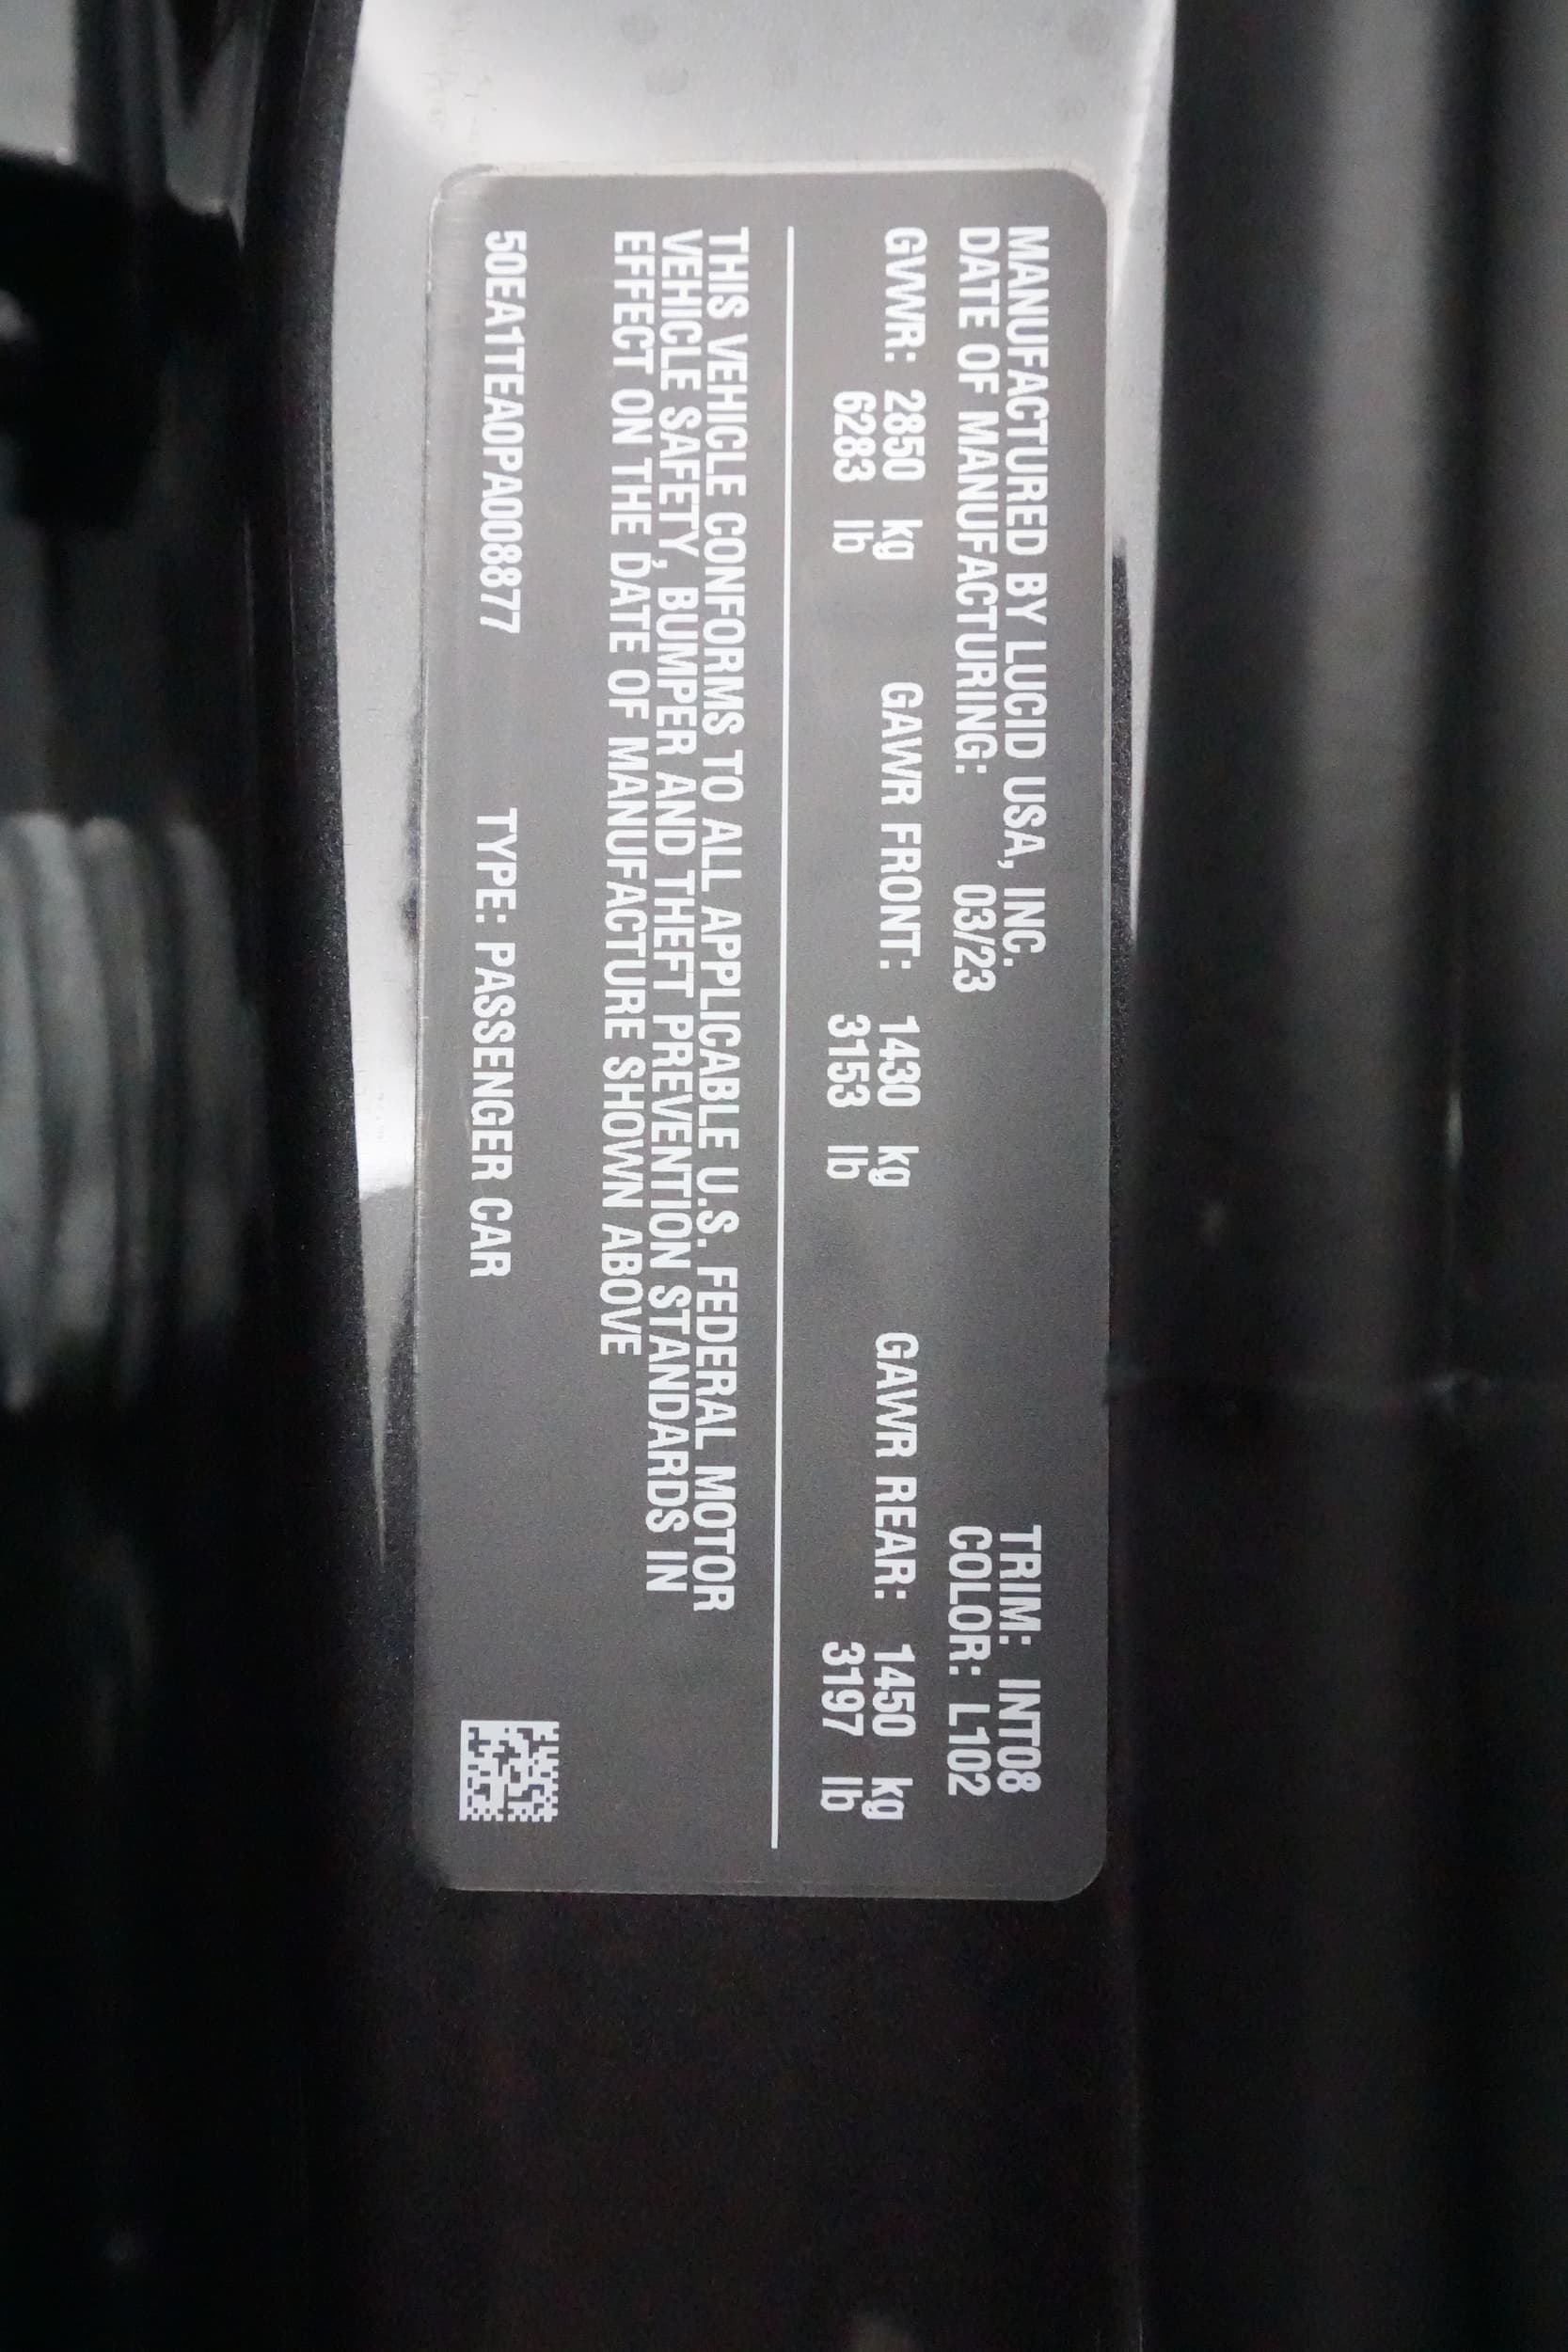 MANUFACTURED BY LUCID USA, INC. TRIM: INT08
DATE OF MANUFACTURING: 03/23 COLOR: L102
GVWR: 2850 kg GAWR FRONT: 1430 kg GAWR REAR: 1450 kg
6283 lb 3153 lb 3197 lb
THIS VEHICLE CONFORMS TO ALL APPLICABLE U.S. FEDERAL MOTOR
VEHICLE SAFETY, BUMPER AND THEFT PREVENTION STANDARDS IN
EFFECT ON THE DATE OF MANUFACTURE SHOWN ABOVE
50EA1TEA0PA008877 TYPE: PASSENGER CAR